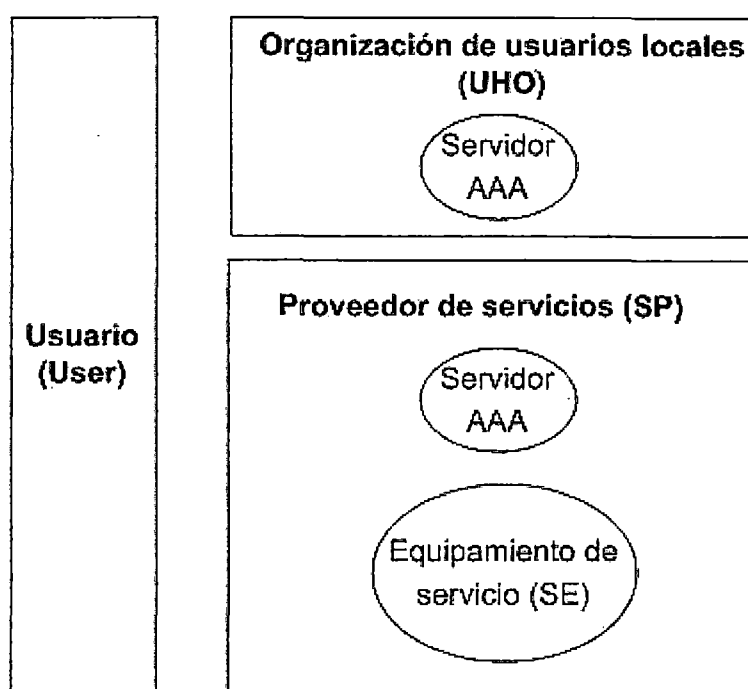 Organización de usuarios locales
(UHO)
Servidor
AAA
Usuario
(User)
Proveedor de servicios (SP)
Servidor
AAA
Equipamiento de
servicio (SE)